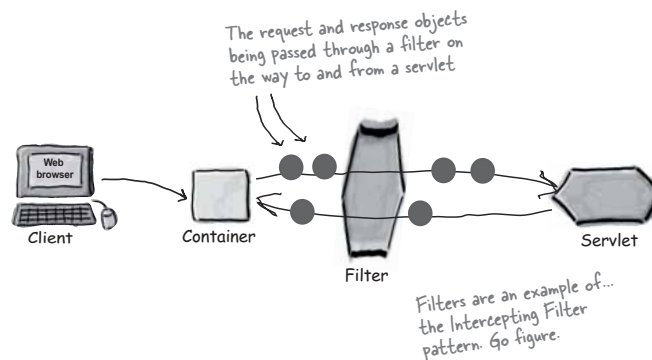 The request and response objects
being passed through a filter on
the way to and from a servlet
Web
browser
Client
Container
Filter
Servlet
Filters are an example of...
the Intercepting Filter
pattern. Go figure.